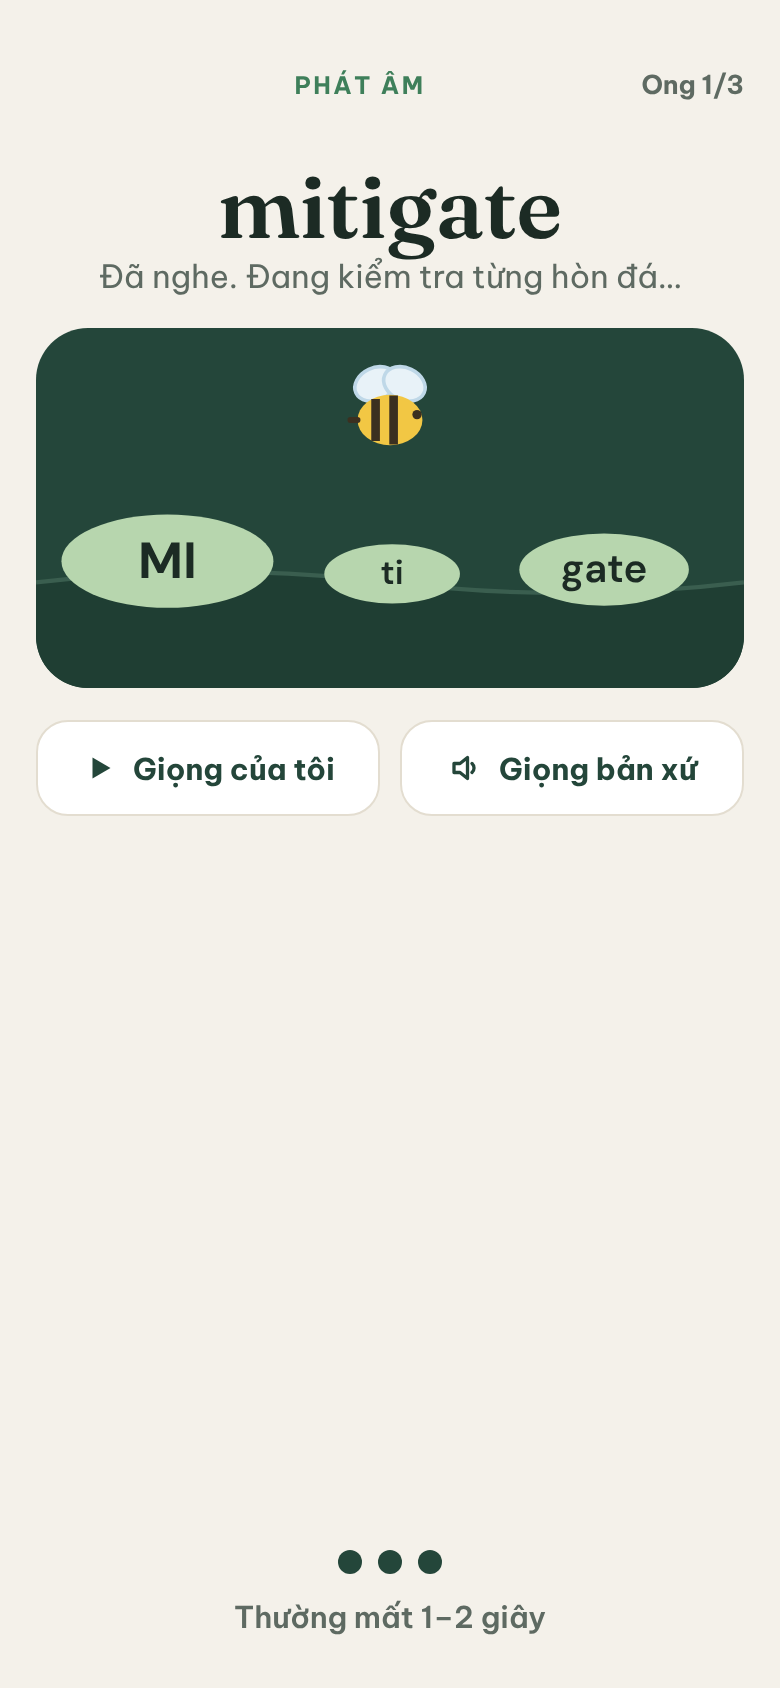 PHÁT ÂM
Ong 1/3
mitigate
Đã nghe. Đang kiểm tra từng hòn đá...
MI
ti
gate
Giọng của tôi
Giọng bản xứ
Thường mất 1–2 giây